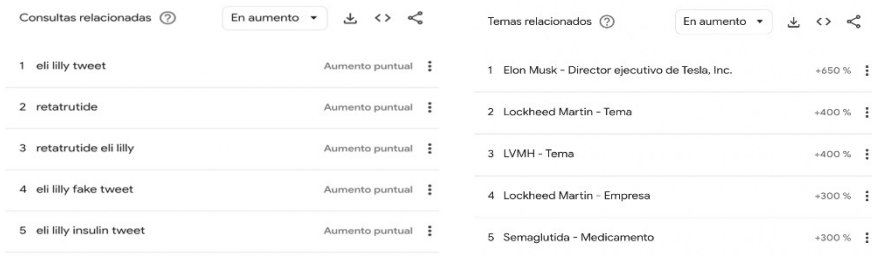 Consultas relacionadas
En aumento
1 eli lilly tweet Aumento puntual
2 retatrutide Aumento puntual
3 retatrutide eli lilly Aumento puntual
4 eli lilly fake tweet Aumento puntual
5 eli lilly insulin tweet Aumento puntual
Temas relacionados
En aumento
1 Elon Musk - Director ejecutivo de Tesla, Inc. +650 %
2 Lockheed Martin - Tema +400 %
3 LVMH - Tema +400 %
4 Lockheed Martin - Empresa +300 %
5 Semaglutida - Medicamento +300 %